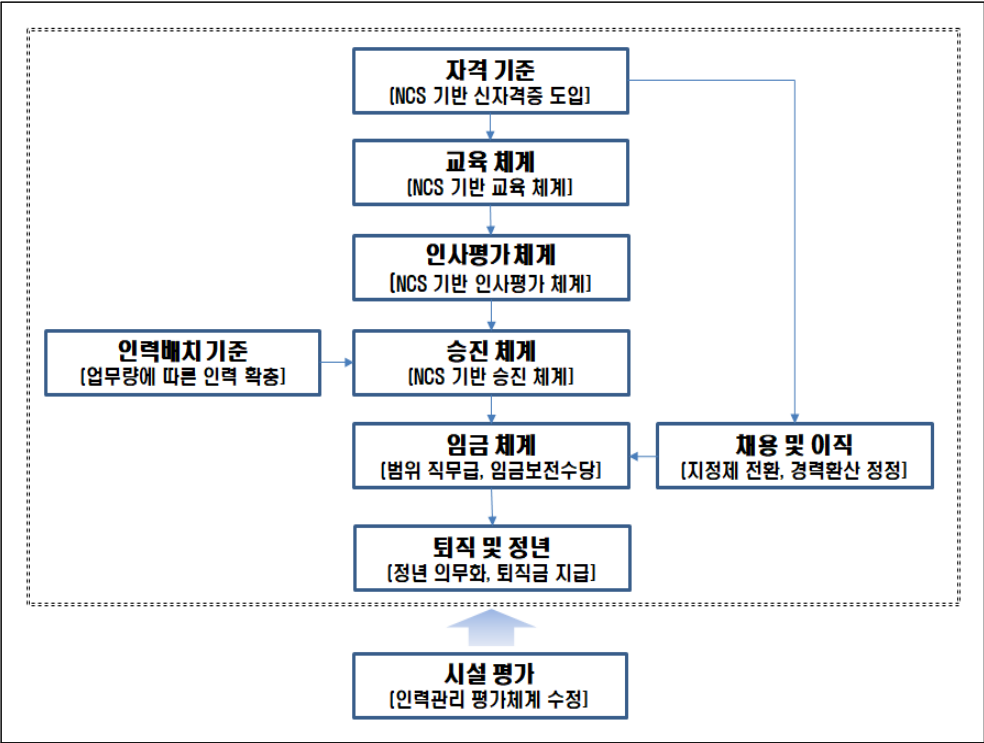 자격 기준
[NCS 기반 신자격증 도입]
교육 체계
[NCS 기반 교육 체계]
인사평가 체계
[NCS 기반 인사평가 체계]
인력배치 기준
[업무량에 따른 인력 확충]
승진 체계
[NCS 기반 승진 체계]
임금 체계
[범위 직무급, 임금보전수당]
채용 및 이직
[지정제 전환, 경력환산 정정]
퇴직 및 정년
[정년 의무화, 퇴직금 지급]
시설 평가
[인력관리 평가체계 수정]